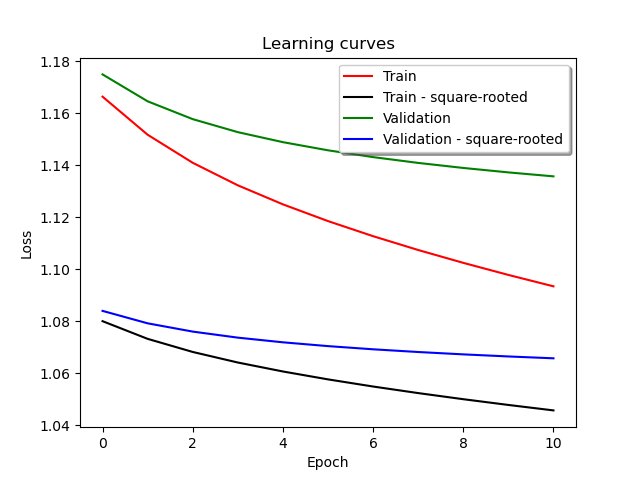 Learning curves
Train
Train - square-rooted
Validation
Validation - square-rooted
1.18
1.16
1.14
1.12
1.10
1.08
1.06
1.04
Loss
0 2 4 6 8 10
Epoch